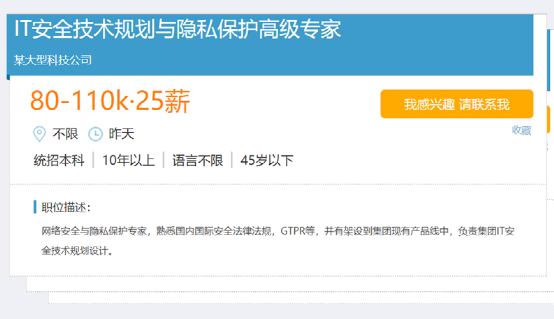 IT安全技术规划与隐私保护高级专家
某大型科技公司
80-110k·25薪
我感兴趣 请联系我
不限 昨天
收藏
统招本科 10年以上 语言不限 45岁以下
职位描述：
网络安全与隐私保护专家，熟悉国内国际安全法律法规，GTPR等，并有架设到集团现有产品线中，负责集团IT安
全技术规划设计。